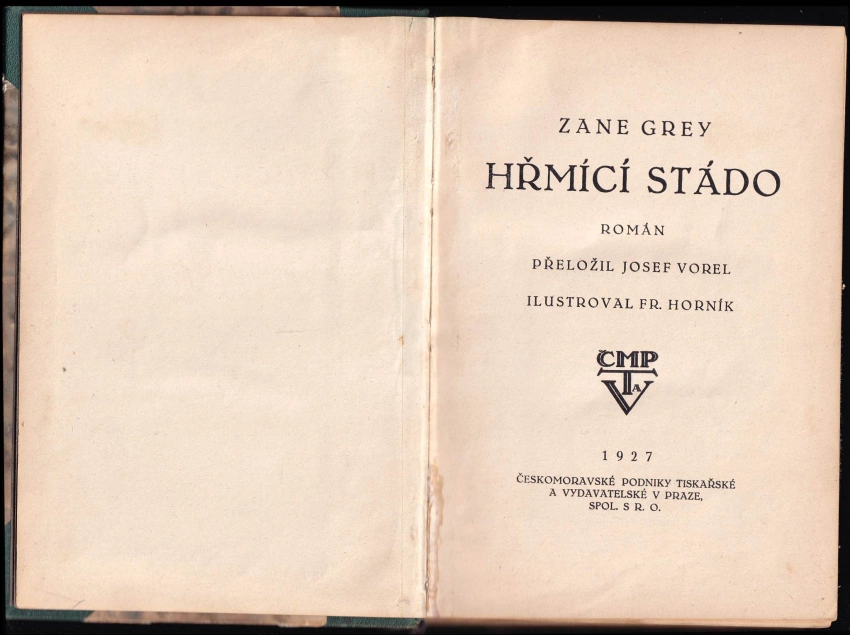 ZANE GREY
HŘMÍCÍ STÁDO
ROMÁN
PŘELOŽIL JOSEF VOREL
ILUSTROVAL FR. HORNÍK
ČMP
TAV
1927
ČESKOMORAVSKÉ PODNIKY TISKAŘSKÉ
A VYDAVATELSKÉ V PRAZE,
SPOL. S R. O.